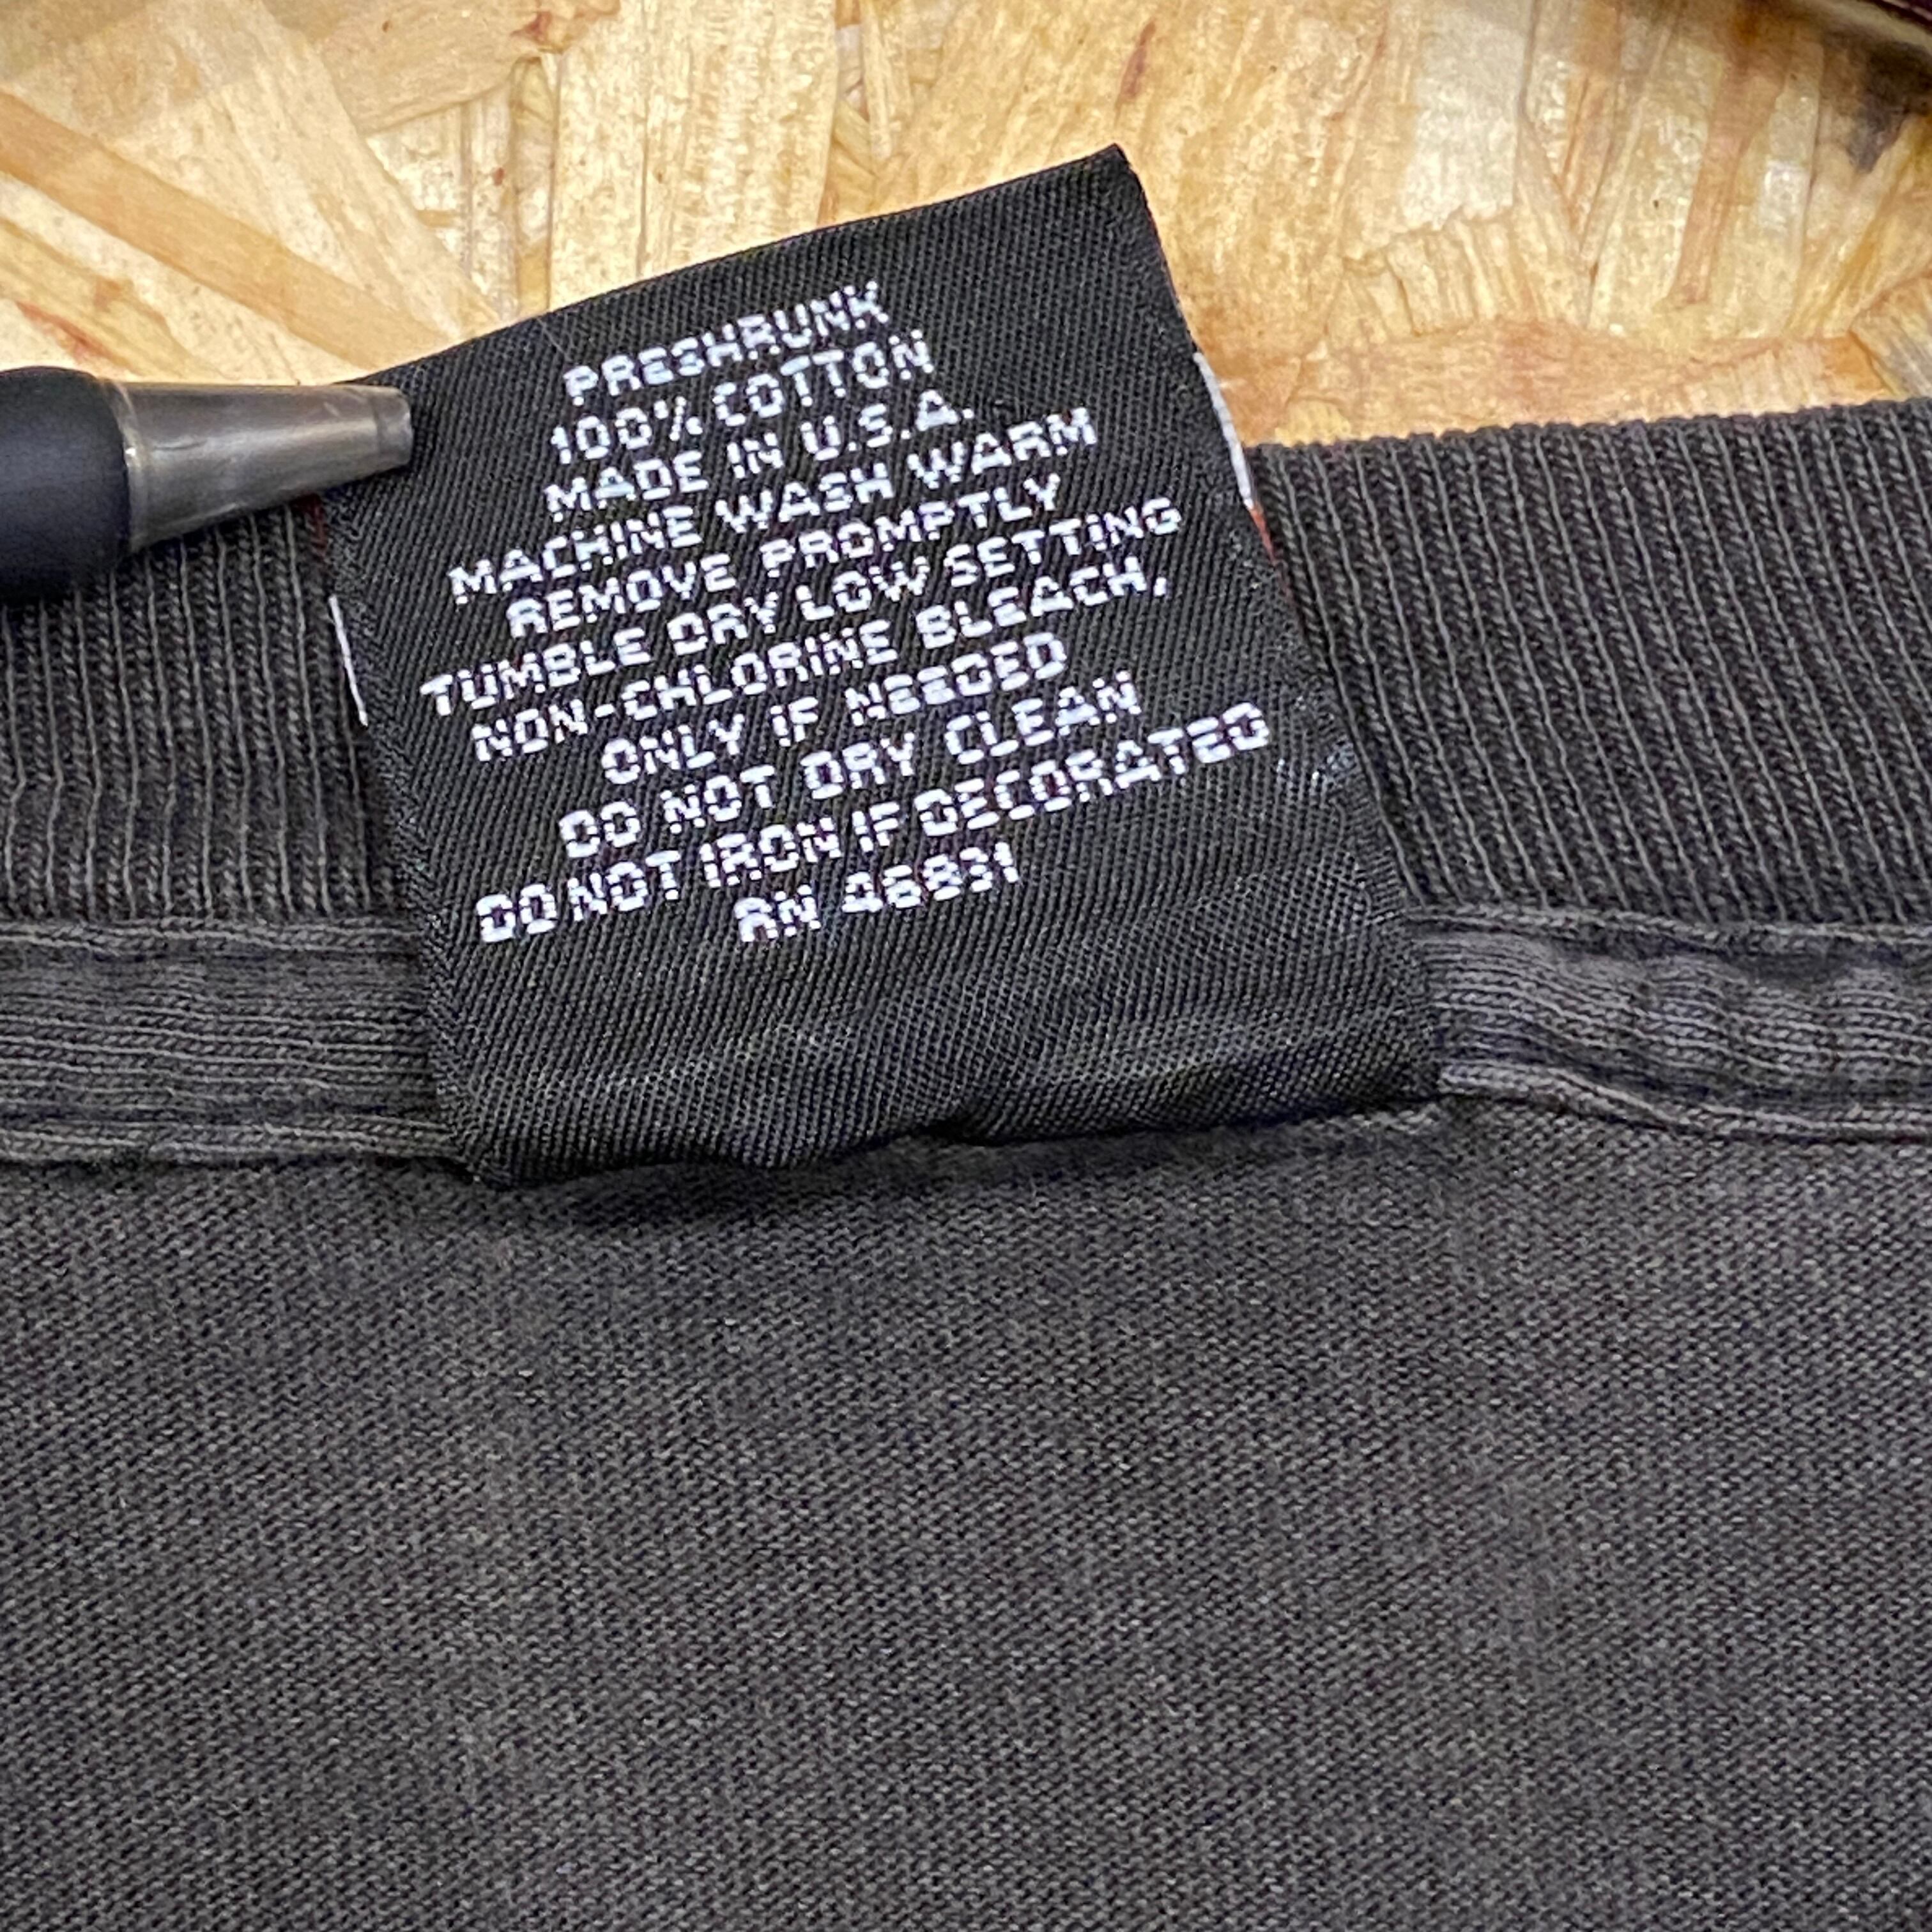 PRESHRUNK
100% COTTON
MADE IN U.S.A.
MACHINE WASH WARM
REMOVE PROMPTLY
TUMBLE DRY LOW SETTING
NON-CHLORINE BLEACH,
ONLY IF NEEDED
DO NOT DRY CLEAN
DO NOT IRON IF DECORATED
RN